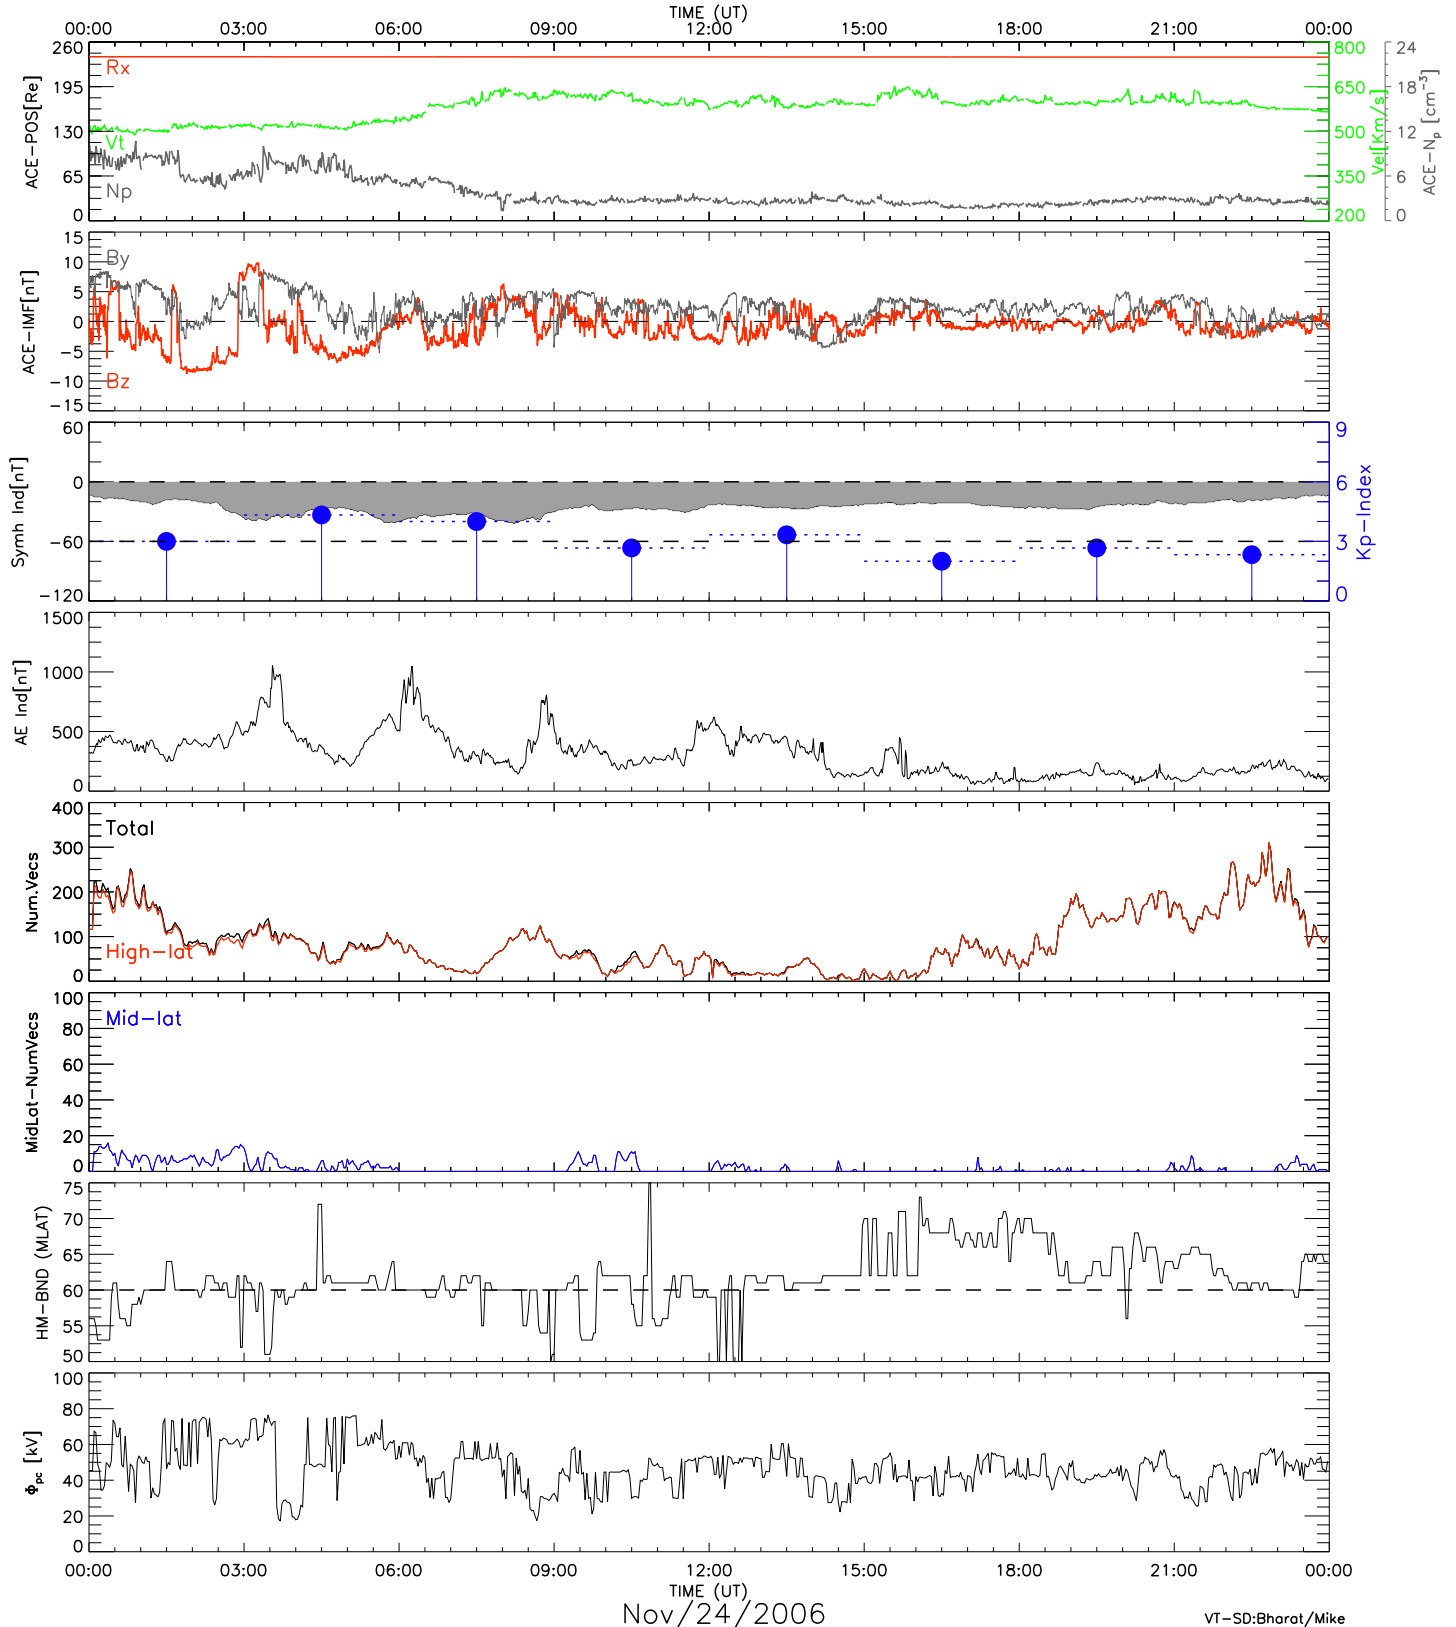 TIME (UT)
00:00 03:00 06:00 09:00 12:00 15:00 18:00 21:00 00:00
260 195 130 65 0
ACE-POS[Re]
Rx
Vt
Np
800 650 500 350 200
Vel[Km/s]
24 18 12 6 0
ACE-Np [cm⁻³]
15 10 5 0 -5 -10 -15
ACE-IMF[nT]
By
Bz
60 0 -60 -120
Symh Ind[nT]
9 6 3 0
Kp-Index
1500 1000 500 0
AE Ind[nT]
400 300 200 100 0
Num.Vecs
Total
High-lat
100 80 60 40 20 0
MidLat-NumVecs
Mid-lat
75 70 65 60 55 50
HM-BND (MLAT)
100 80 60 40 20 0
Φpc [kV]
00:00 03:00 06:00 09:00 12:00 15:00 18:00 21:00 00:00
TIME (UT)
Nov/24/2006
VT-SD:Bharat/Mike